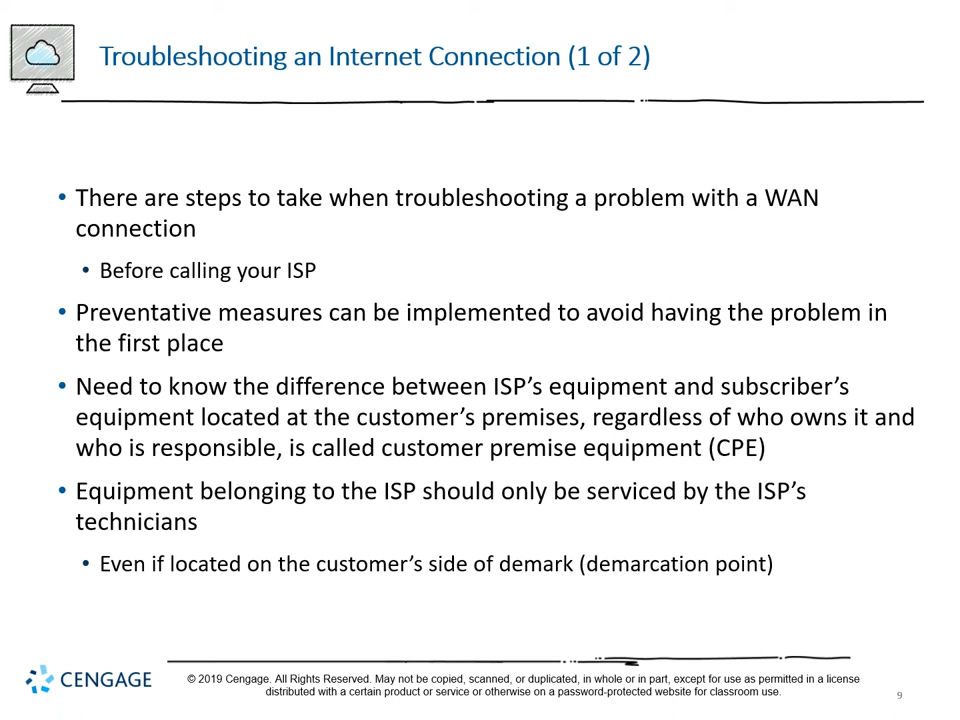 Troubleshooting an Internet Connection (1 of 2)
• There are steps to take when troubleshooting a problem with a WAN
connection
• Before calling your ISP
• Preventative measures can be implemented to avoid having the problem in
the first place
• Need to know the difference between ISP’s equipment and subscriber’s
equipment located at the customer’s premises, regardless of who owns it and
who is responsible, is called customer premise equipment (CPE)
• Equipment belonging to the ISP should only be serviced by the ISP’s
technicians
• Even if located on the customer’s side of demark (demarcation point)
CENGAGE
© 2019 Cengage. All Rights Reserved. May not be copied, scanned, or duplicated, in whole or in part, except for use as permitted in a license
distributed with a certain product or service or otherwise on a password-protected website for classroom use.
9